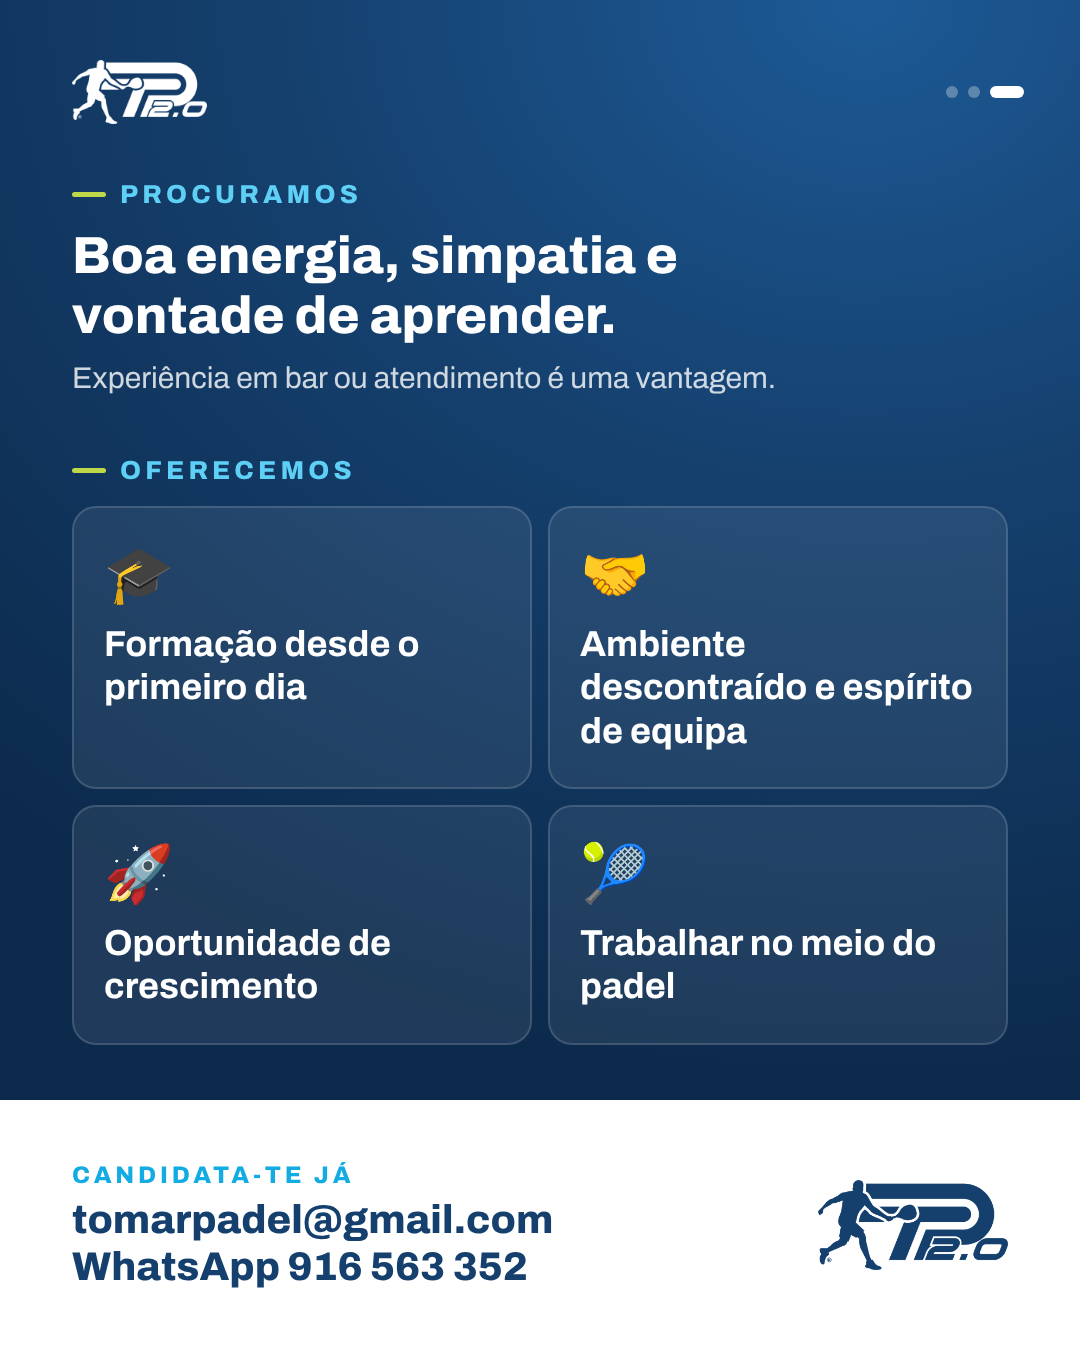 TP2.0
PROCURAMOS
Boa energia, simpatia e
vontade de aprender.
Experiência em bar ou atendimento é uma vantagem.
OFERECEMOS
Formação desde o
primeiro dia
Ambiente
descontraído e espírito
de equipa
Oportunidade de
crescimento
Trabalhar no meio do
padel
CANDIDATA-TE JÁ
tomarpadel@gmail.com
WhatsApp 916 563 352
TP2.0